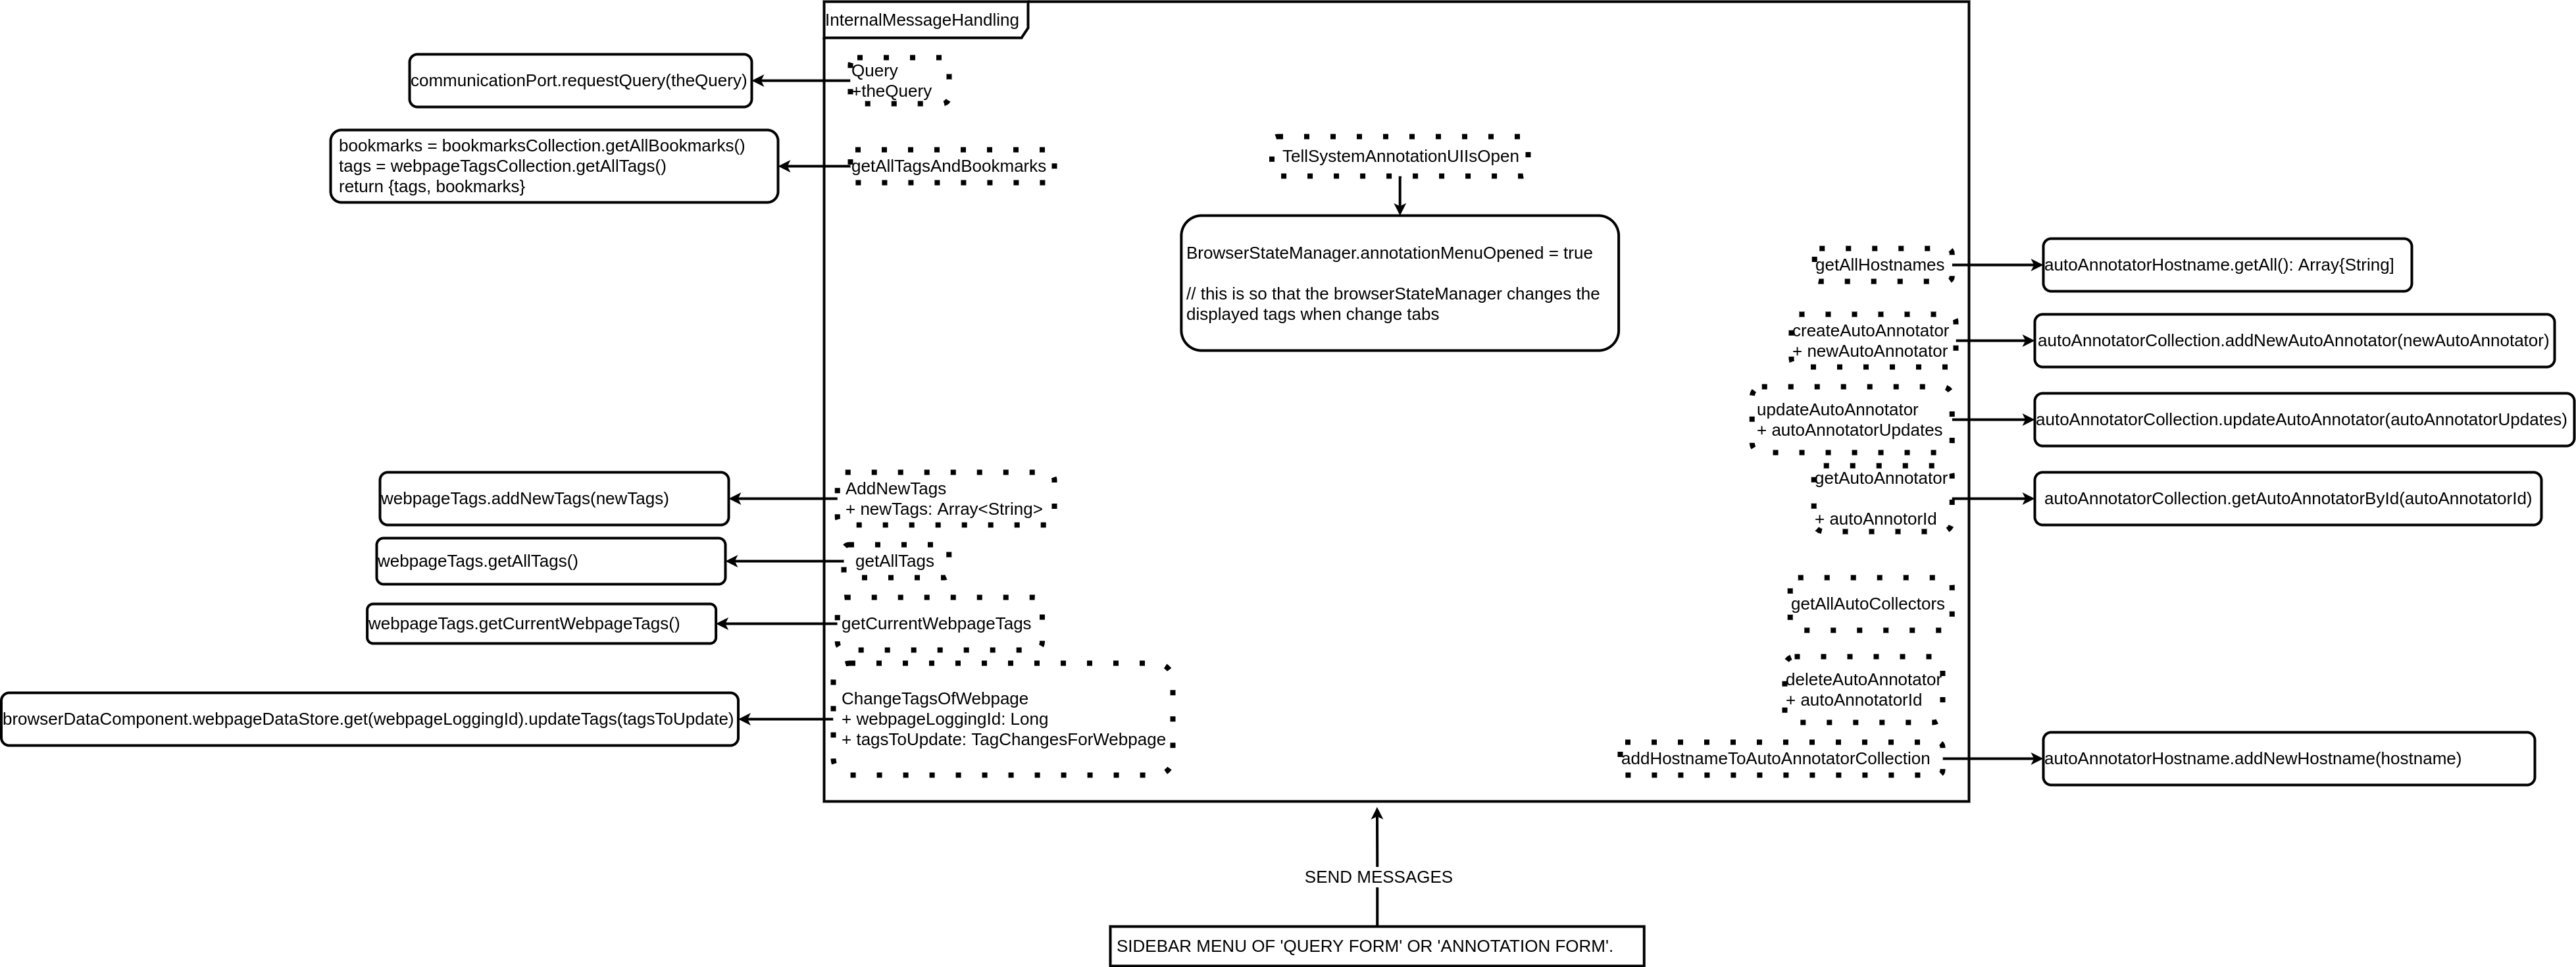 InternalMessageHandling
communicationPort.requestQuery(theQuery)
Query
+theQuery
bookmarks = bookmarksCollection.getAllBookmarks()
tags = webpageTagsCollection.getAllTags()
return {tags, bookmarks}
getAllTagsAndBookmarks
TellSystemAnnotationUIIsOpen
BrowserStateManager.annotationMenuOpened = true
// this is so that the browserStateManager changes the
displayed tags when change tabs
getAllHostnames
autoAnnotatorHostname.getAll(): Array{String]
createAutoAnnotator
+ newAutoAnnotator
autoAnnotatorCollection.addNewAutoAnnotator(newAutoAnnotator)
updateAutoAnnotator
+ autoAnnotatorUpdates
autoAnnotatorCollection.updateAutoAnnotator(autoAnnotatorUpdates)
getAutoAnnotator
+ autoAnnotorId
autoAnnotatorCollection.getAutoAnnotatorById(autoAnnotatorId)
webpageTags.addNewTags(newTags)
AddNewTags
+ newTags: Array<String>
webpageTags.getAllTags()
getAllTags
webpageTags.getCurrentWebpageTags()
getCurrentWebpageTags
getAllAutoCollectors
browserDataComponent.webpageDataStore.get(webpageLoggingId).updateTags(tagsToUpdate)
ChangeTagsOfWebpage
+ webpageLoggingId: Long
+ tagsToUpdate: TagChangesForWebpage
deleteAutoAnnotator
+ autoAnnotatorId
addHostnameToAutoAnnotatorCollection
autoAnnotatorHostname.addNewHostname(hostname)
SEND MESSAGES
SIDEBAR MENU OF 'QUERY FORM' OR 'ANNOTATION FORM'.